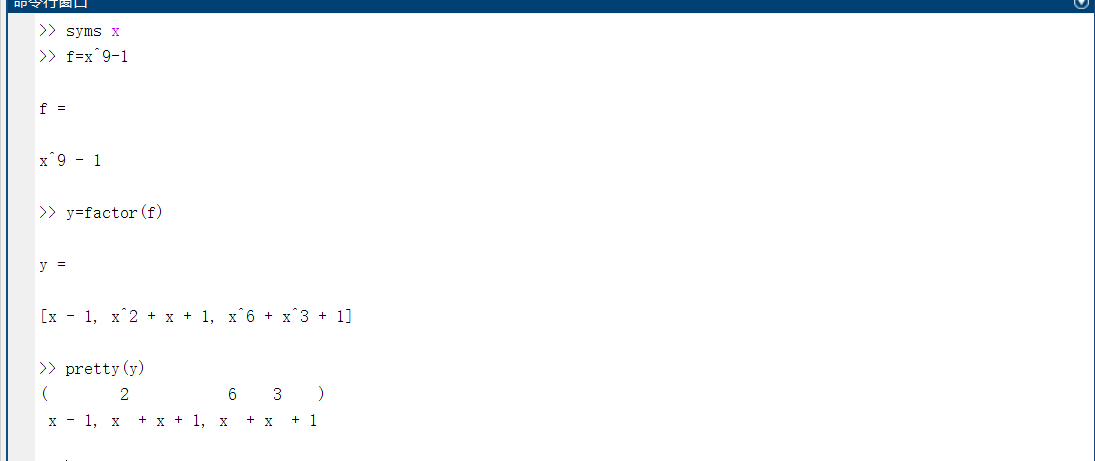 命令行窗口
>> syms x
>> f=x^9-1
f =
x^9 - 1
>> y=factor(f)
y =
[x - 1, x^2 + x + 1, x^6 + x^3 + 1]
>> pretty(y)
(        2           6    3    )
 x - 1, x  + x + 1, x  + x  + 1